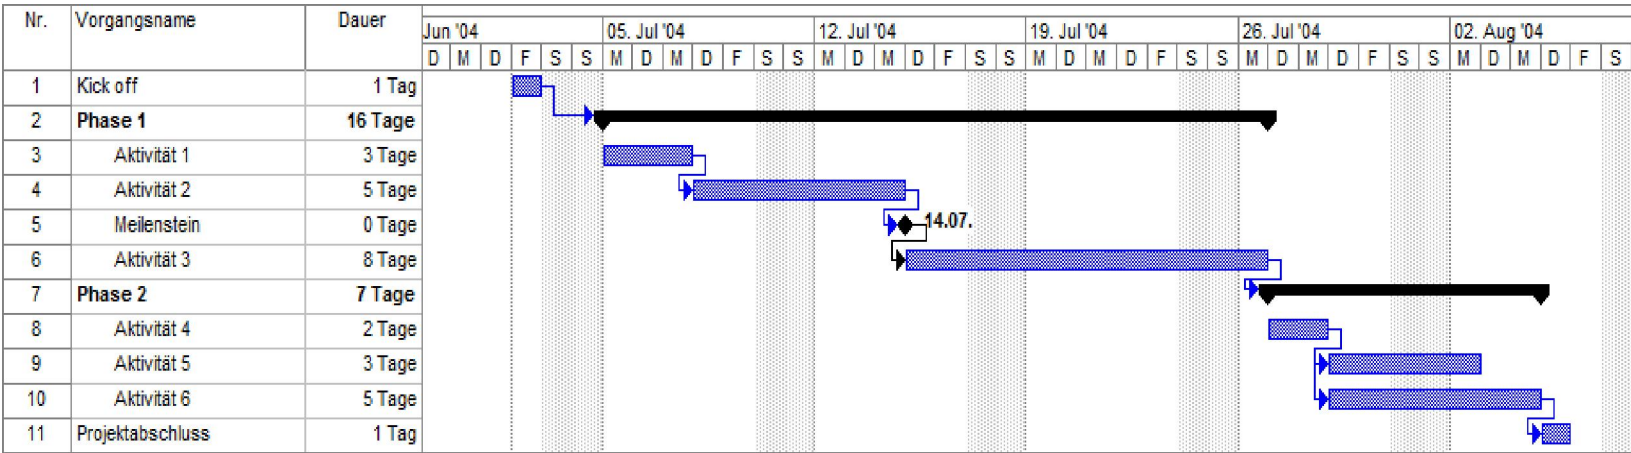 Nr. Vorgangsname Dauer Jun '04 05. Jul '04 12. Jul '04 19. Jul '04 26. Jul '04 02. Aug '04
D M D F S S M D M D F S S M D M D F S S M D M D F S S M D M D F S S M D M D F S
1 Kick off 1 Tag
2 Phase 1 16 Tage
3 Aktivität 1 3 Tage
4 Aktivität 2 5 Tage
5 Meilenstein 0 Tage 14.07.
6 Aktivität 3 8 Tage
7 Phase 2 7 Tage
8 Aktivität 4 2 Tage
9 Aktivität 5 3 Tage
10 Aktivität 6 5 Tage
11 Projektabschluss 1 Tag